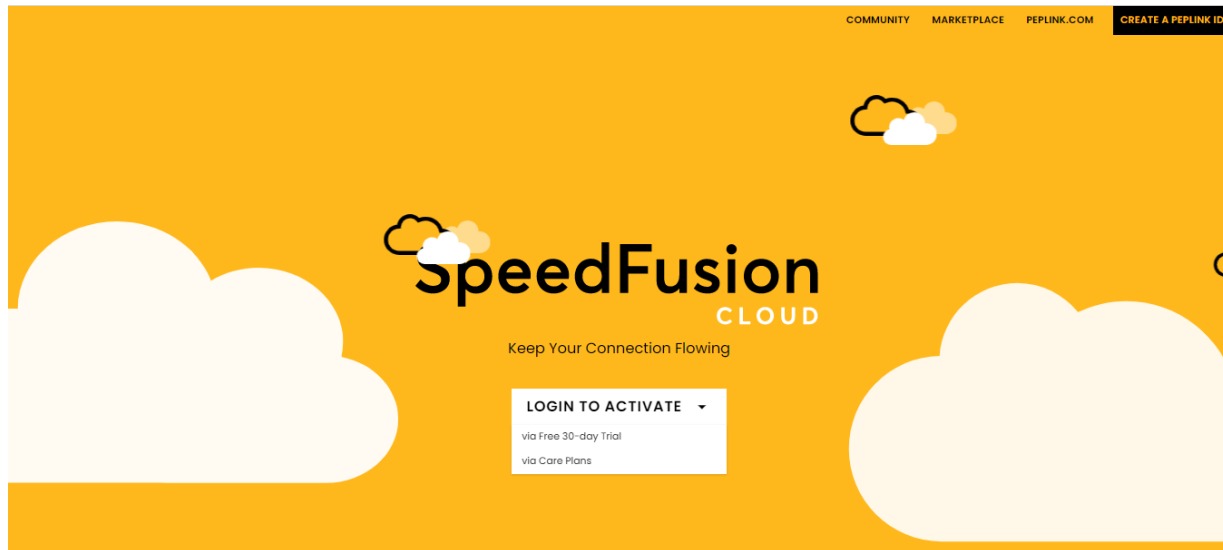 COMMUNITY MARKETPLACE PEPLINK.COM CREATE A PEPLINK ID
SpeedFusion
CLOUD
Keep Your Connection Flowing
LOGIN TO ACTIVATE
via Free 30-day Trial
via Care Plans